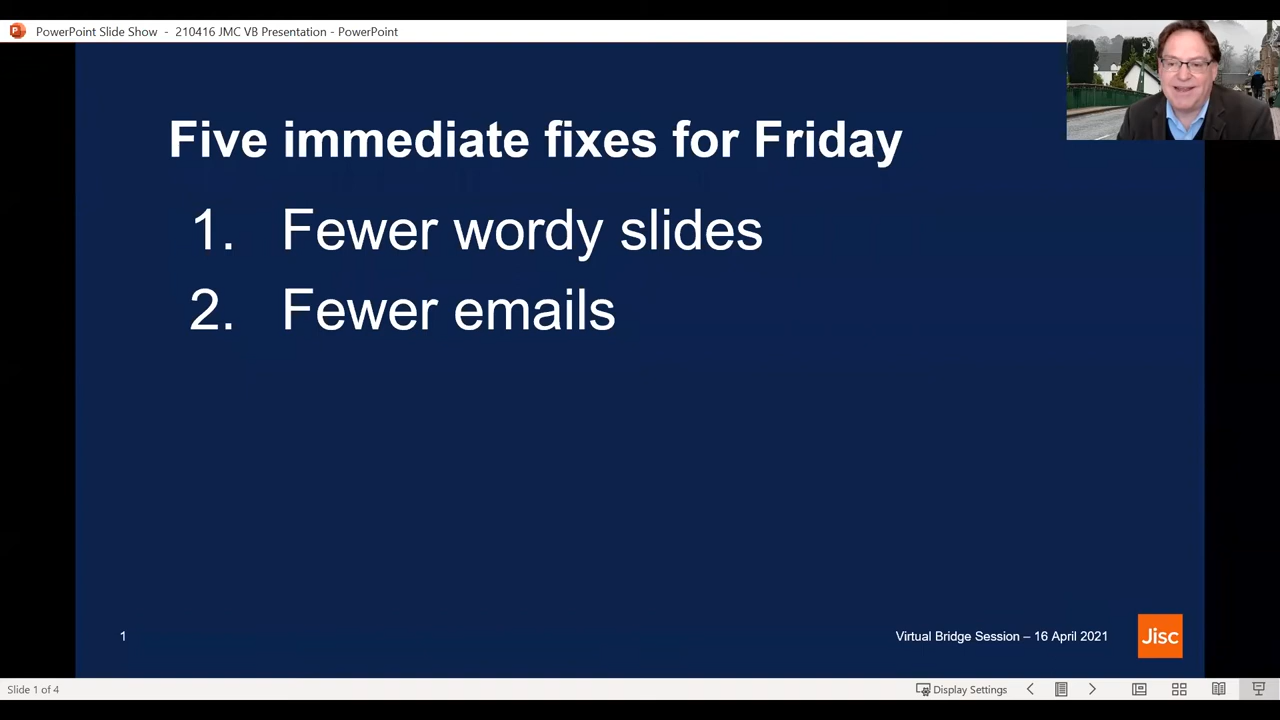 PowerPoint Slide Show - 210416 JMC VB Presentation - PowerPoint
Five immediate fixes for Friday
1. Fewer wordy slides
2. Fewer emails
1
Virtual Bridge Session – 16 April 2021
Jisc
Slide 1 of 4
Display Settings